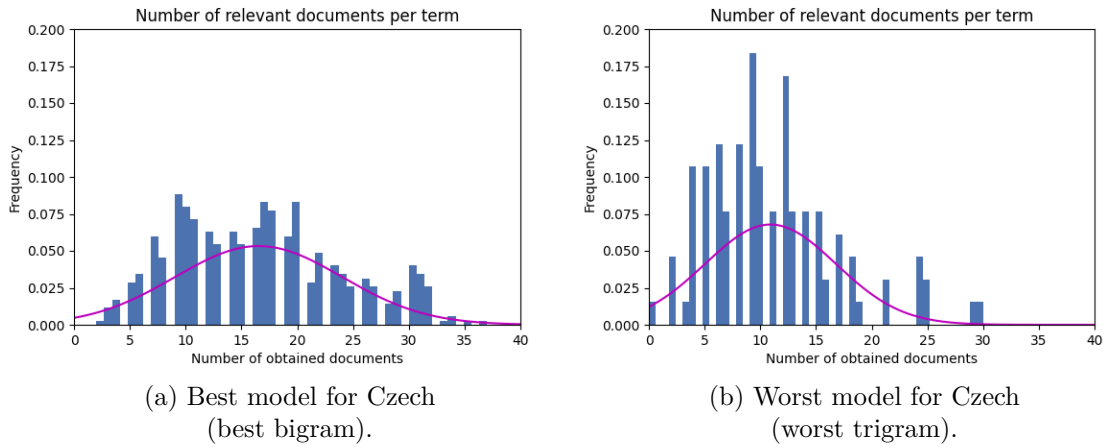 Number of relevant documents per term
0.200
0.175
0.150
0.125
0.100
0.075
0.050
0.025
0.000
Frequency
0 5 10 15 20 25 30 35 40
Number of obtained documents
(a) Best model for Czech
(best bigram).
Number of relevant documents per term
0.200
0.175
0.150
0.125
0.100
0.075
0.050
0.025
0.000
Frequency
0 5 10 15 20 25 30 35 40
Number of obtained documents
(b) Worst model for Czech
(worst trigram).